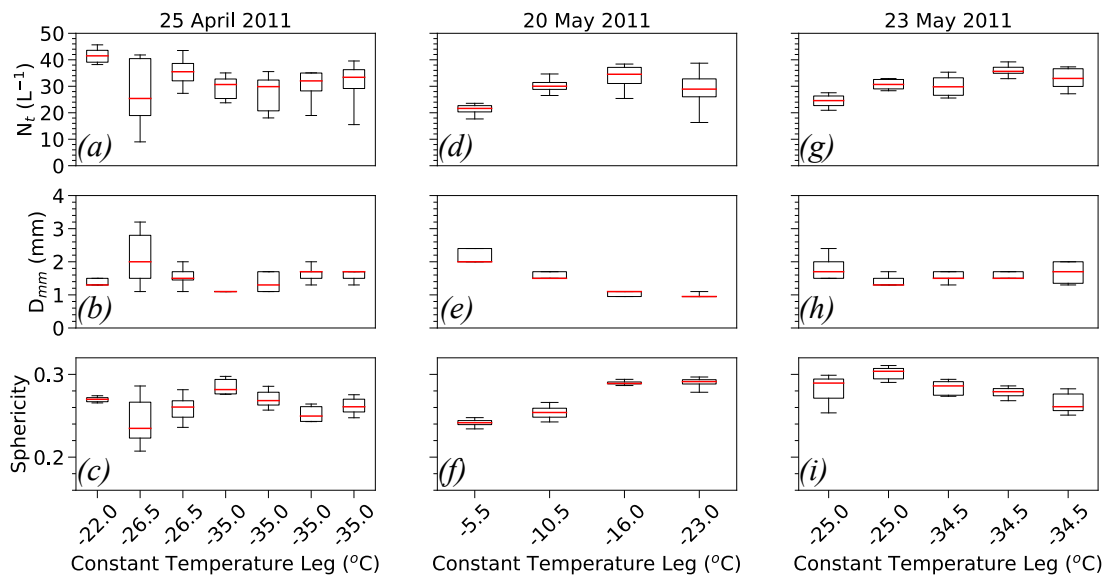 25 April 2011
20 May 2011
23 May 2011
N_t (L^{-1})
50
40
30
20
10
0
(a)
(d)
(g)
D_{mm} (mm)
4
3
2
1
0
(b)
(e)
(h)
Sphericity
0.3
0.2
(c)
(f)
(i)
-22.0 -26.5 -26.5 -35.0 -35.0 -35.0 -35.0
-5.5 -10.5 -16.0 -23.0
-25.0 -25.0 -34.5 -34.5 -34.5
Constant Temperature Leg (°C)
Constant Temperature Leg (°C)
Constant Temperature Leg (°C)